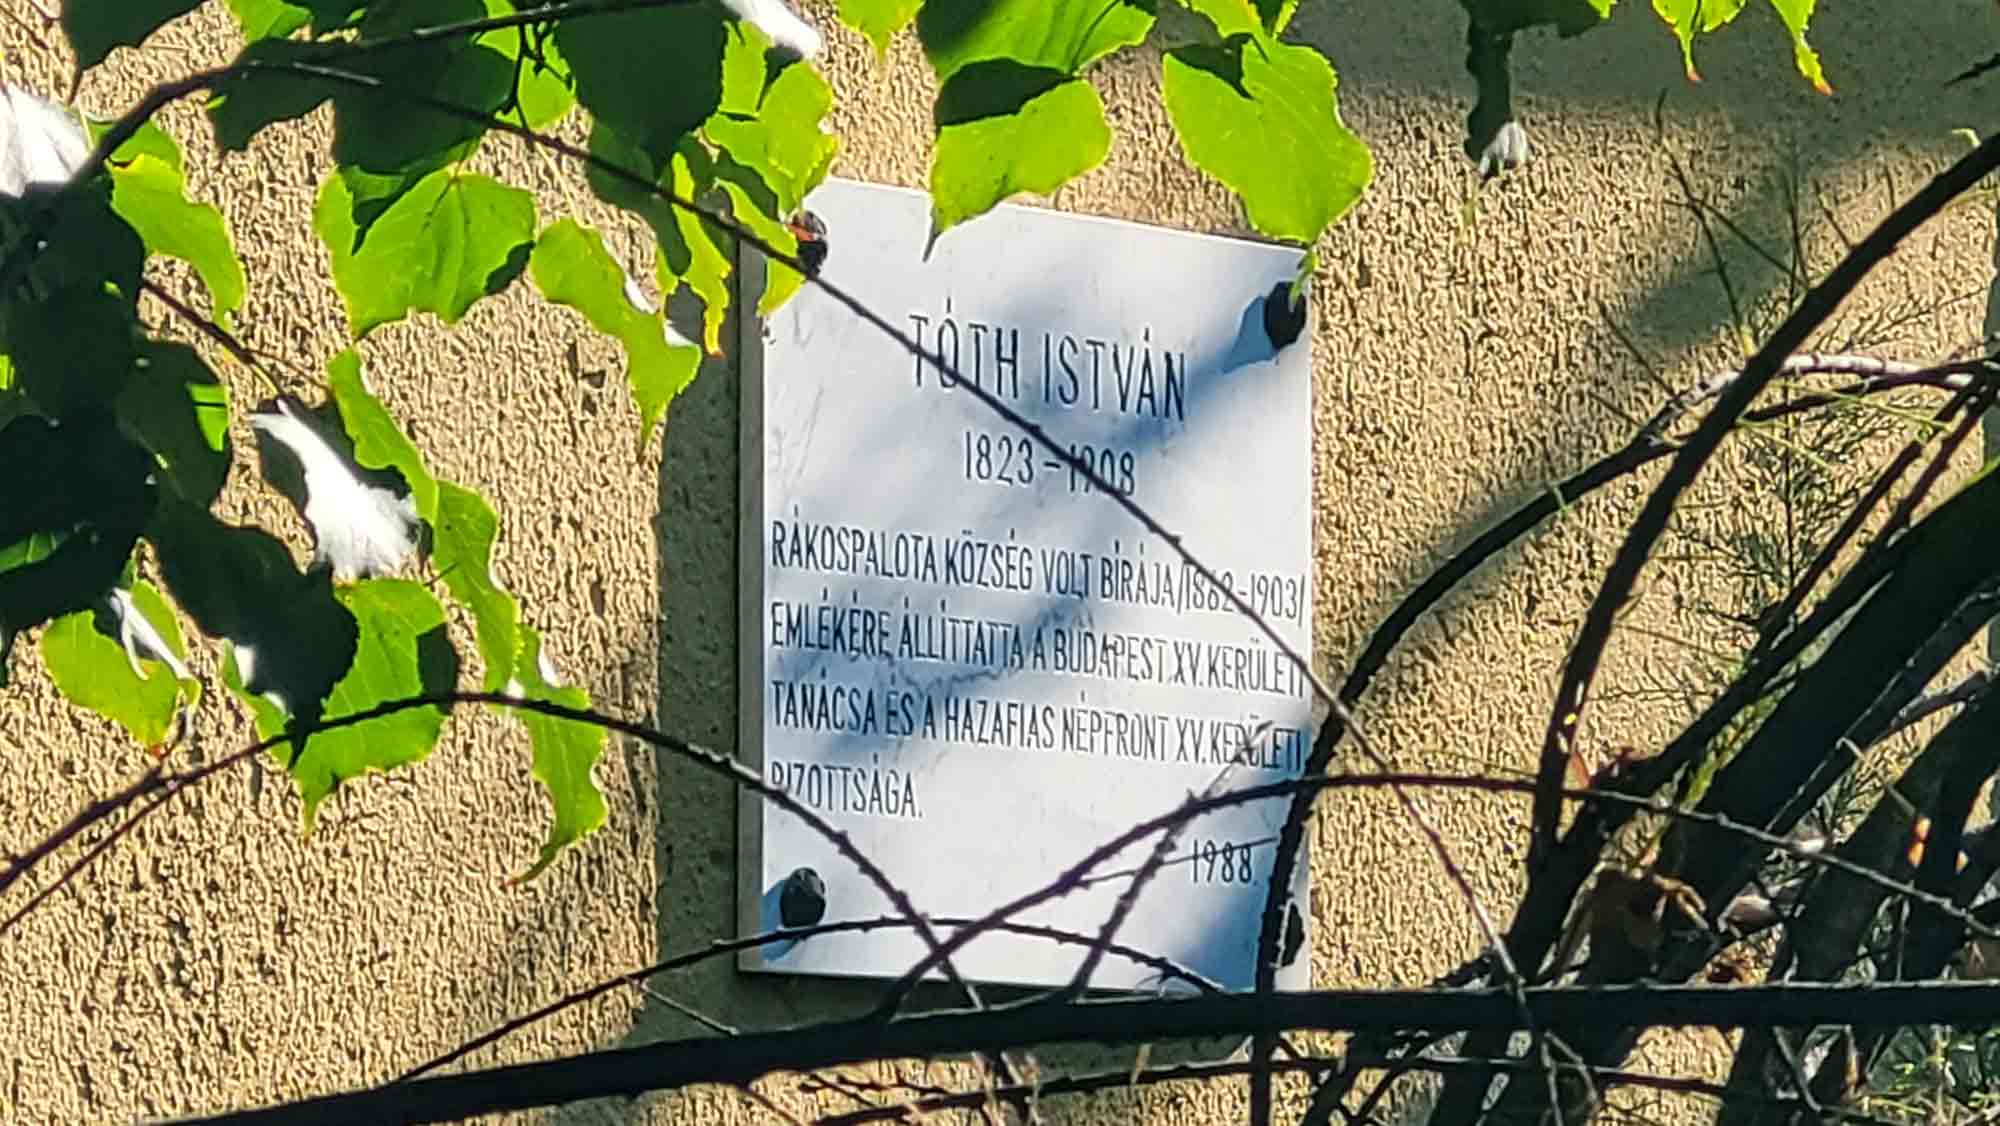 TÓTH ISTVÁN
1823-1908
RÁKOSPALOTA KÖZSÉG VOLT BÍRÁJA/1882-1903/
EMLÉKÉRE ÁLLÍTTATTA A BUDAPEST XV. KERÜLETI
TANÁCSA ÉS A HAZAFIAS NÉPFRONT XV. KERÜLETI
BIZOTTSÁGA.
1988.